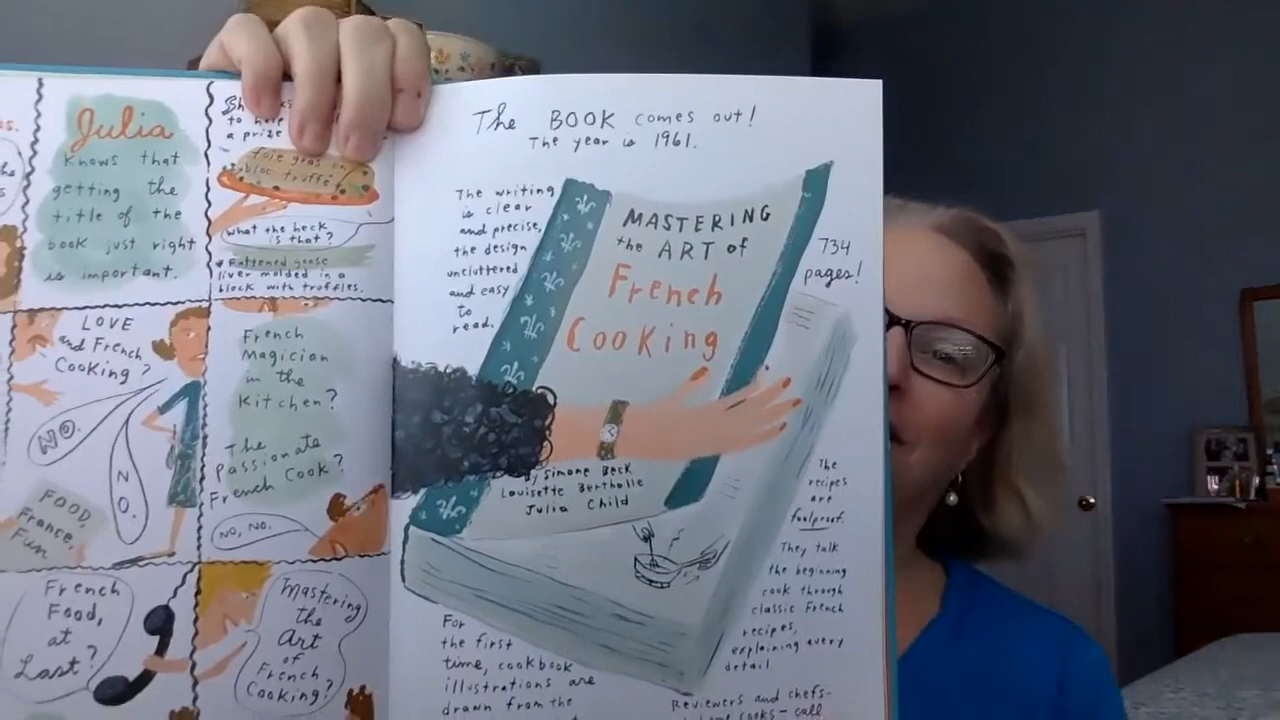 Julia
knows that
getting the
title of the
book just right
is important.
to help
a prize
foie gras en
bloc truffé
What the heck
is that?
* Fattened goose
liver molded in a
block with truffles.
LOVE
and French
Cooking?
NO.
NO.
FOOD,
France,
Fun
French
Magician
in the
Kitchen?
The
passionate
French Cook?
NO, NO.
French
Food,
at
Last?
Mastering
the
Art
of
French
Cooking?
The BOOK comes out!
The year is 1961.
The writing
is clear
and precise,
the design
uncluttered
and easy
to
read.
MASTERING
the ART of
French
Cooking
734
pages!
by Simone Beck
Louisette Bertholle
Julia Child
The
recipes
are
foolproof.
They talk
the beginning
cook through
classic French
recipes,
explaining every
detail
For
the first
time, cookbook
illustrations are
drawn from the
Reviewers and chefs-
home cooks - call